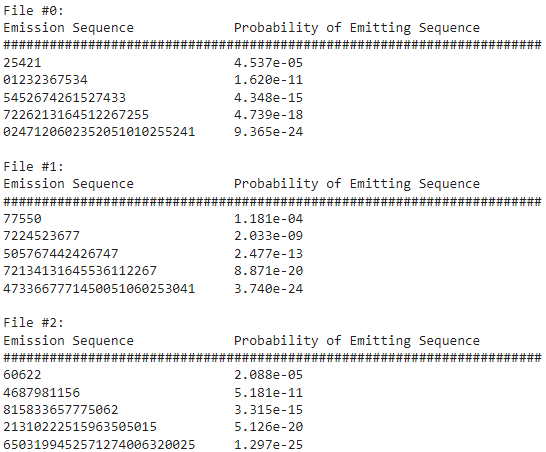 File #0:
Emission Sequence Probability of Emitting Sequence
######################################################################
25421 4.537e-05
01232367534 1.620e-11
5452674261527433 4.348e-15
7226213164512267255 4.739e-18
0247120602352051010255241 9.365e-24
File #1:
Emission Sequence Probability of Emitting Sequence
######################################################################
77550 1.181e-04
7224523677 2.033e-09
505767442426747 2.477e-13
72134131645536112267 8.871e-20
4733667771450051060253041 3.740e-24
File #2:
Emission Sequence Probability of Emitting Sequence
######################################################################
60622 2.088e-05
4687981156 5.181e-11
815833657775062 3.315e-15
21310222515963505015 5.126e-20
6503199452571274006320025 1.297e-25